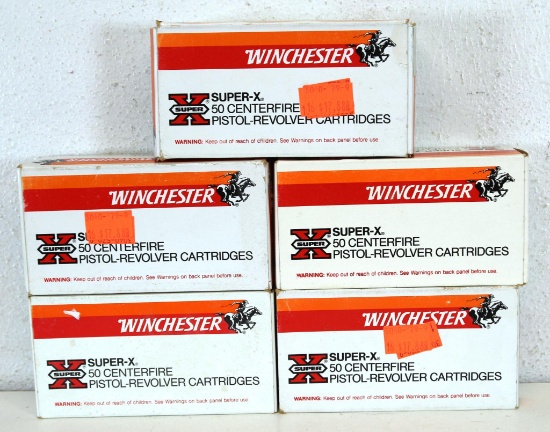 WINCHESTER
X SUPER
SUPER-X®
50 CENTERFIRE
PISTOL-REVOLVER CARTRIDGES
WARNING: Keep out of reach of children. See Warnings on back panel before use.
WINCHESTER
X SUPER
50 CENTERFIRE
PISTOL-REVOLVER CARTRIDGES
WARNING: Keep out of reach of children. See Warnings on back panel before use.
WINCHESTER
X SUPER
SUPER-X®
50 CENTERFIRE
PISTOL-REVOLVER CARTRIDGES
WARNING: Keep out of reach of children. See Warnings on back panel before use.
WINCHESTER
X SUPER
SUPER-X®
50 CENTERFIRE
PISTOL-REVOLVER CARTRIDGES
WARNING: Keep out of reach of children. See Warnings on back panel before use.
WINCHESTER
X SUPER
SUPER-X®
50 CENTERFIRE
PISTOL-REVOLVER CARTRIDGES
WARNING: Keep out of reach of children. See Warnings on back panel before use.